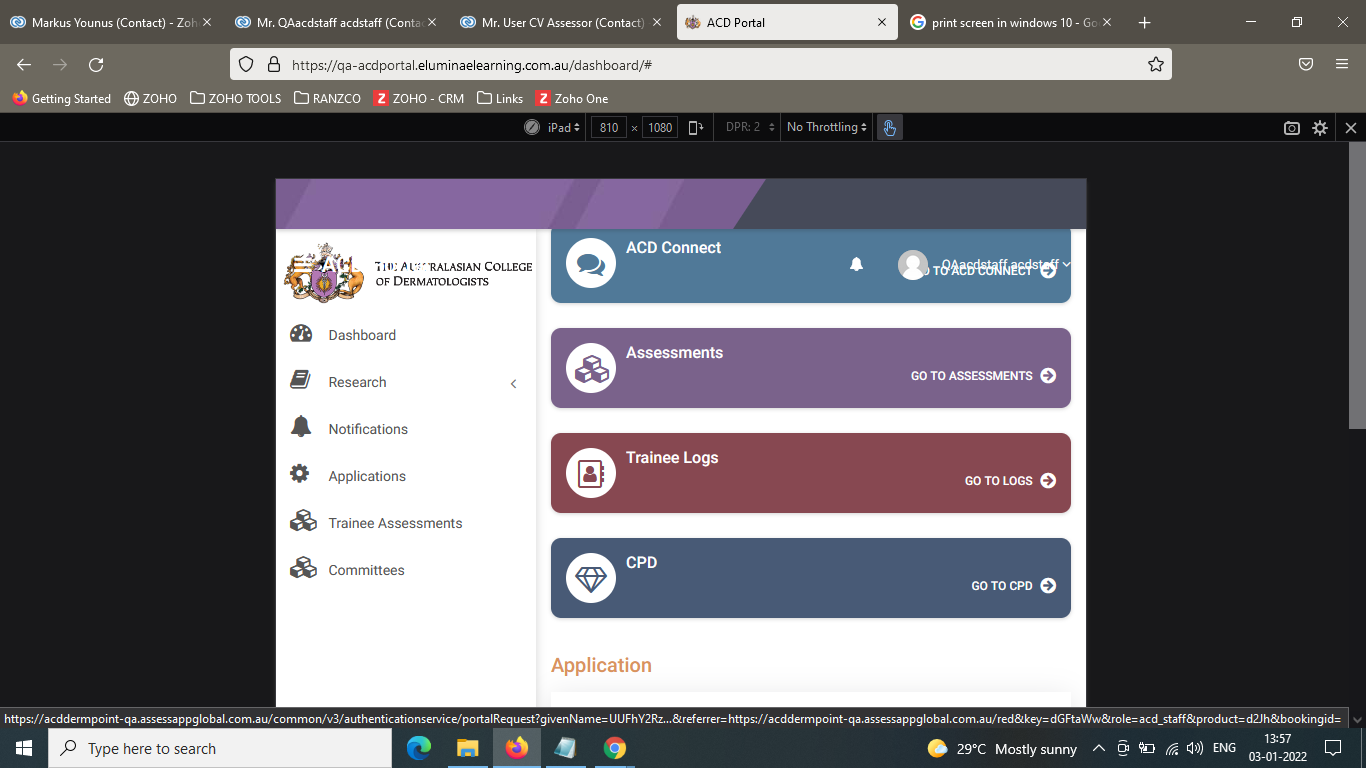 Markus Younus (Contact) - Zoh
Mr. QAacdstaff acdstaff (Conta
Mr. User CV Assessor (Contact)
ACD Portal
print screen in windows 10 - Go
https://qa-acdportal.eluminaelearning.com.au/dashboard/#
Getting Started
ZOHO
ZOHO TOOLS
RANZCO
ZOHO - CRM
Links
Zoho One
iPad
810 × 1080
DPR: 2
No Throttling
THE AUSTRALASIAN COLLEGE
OF DERMATOLOGISTS
Dashboard
Research
Notifications
Applications
Trainee Assessments
Committees
ACD Connect
QAacdstaff acdstaff
TO ACD CONNECT
Assessments
GO TO ASSESSMENTS
Trainee Logs
GO TO LOGS
CPD
GO TO CPD
Application
https://acddermpoint-qa.assessappglobal.com.au/common/v3/authenticationservice/portalRequest?givenName=UUFhY2Rz...&referrer=https://acddermpoint-qa.assessappglobal.com.au/red&key=dGFtaWw&role=acd_staff&product=d2Jh&bookingid=
Type here to search
29°C Mostly sunny
ENG
13:57
03-01-2022